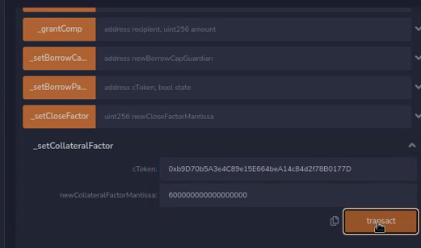 _grantComp address recipient, uint256 amount
_setBorrowCa... address newBorrowCapGuardian
_setBorrowPa... address cToken, bool state
_setCloseFactor uint256 newCloseFactorMantissa
_setCollateralFactor
cToken: 0xb9D70b5A3e4C89e15E664beA14c84d2f78B0177D
newCollateralFactorMantissa: 600000000000000000
transact